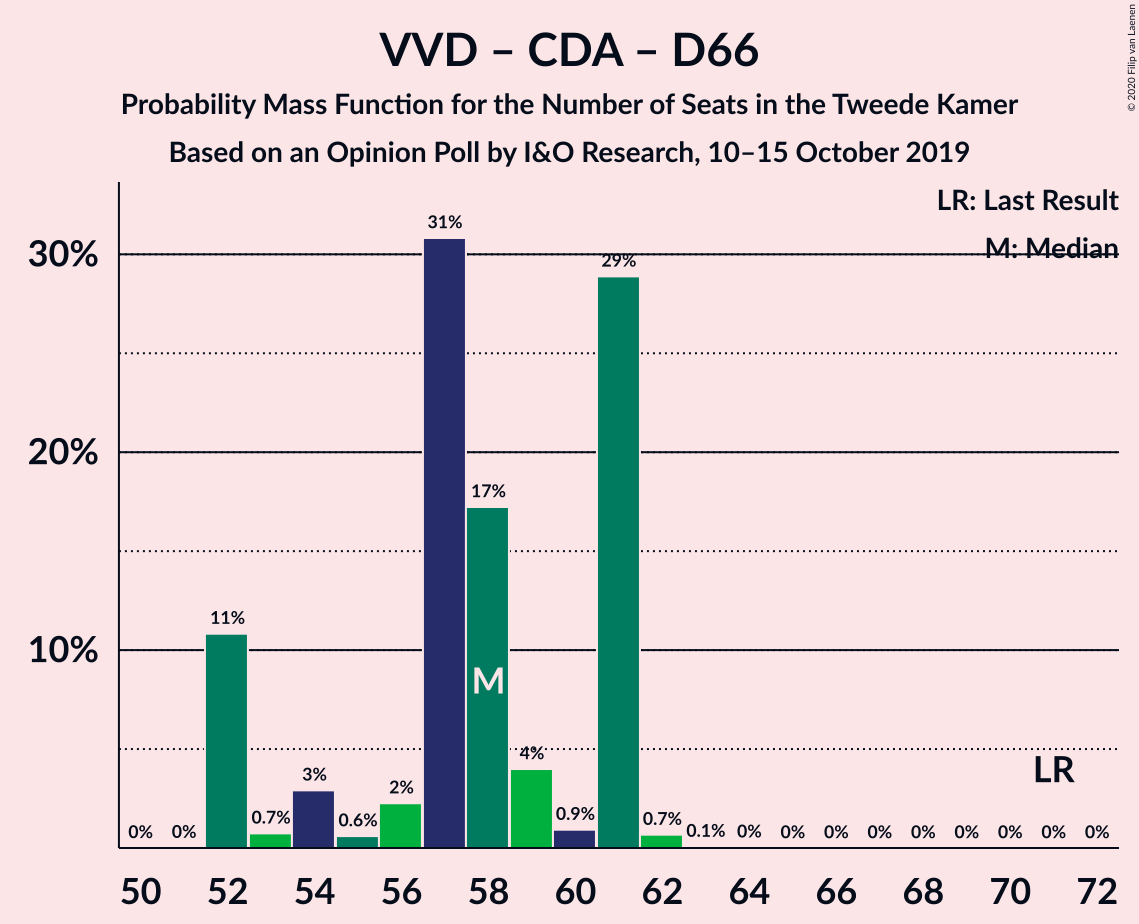 VVD – CDA – D66
Probability Mass Function for the Number of Seats in the Tweede Kamer
Based on an Opinion Poll by I&O Research, 10–15 October 2019
© 2020 Filip van Laenen
LR: Last Result
M: Median
30%
20%
10%
0%
0%
11%
0.7%
3%
0.6%
2%
31%
17%
4%
0.9%
29%
0.7%
0.1%
0%
0%
0%
0%
0%
0%
0%
0%
0%
M
LR
50 52 54 56 58 60 62 64 66 68 70 72